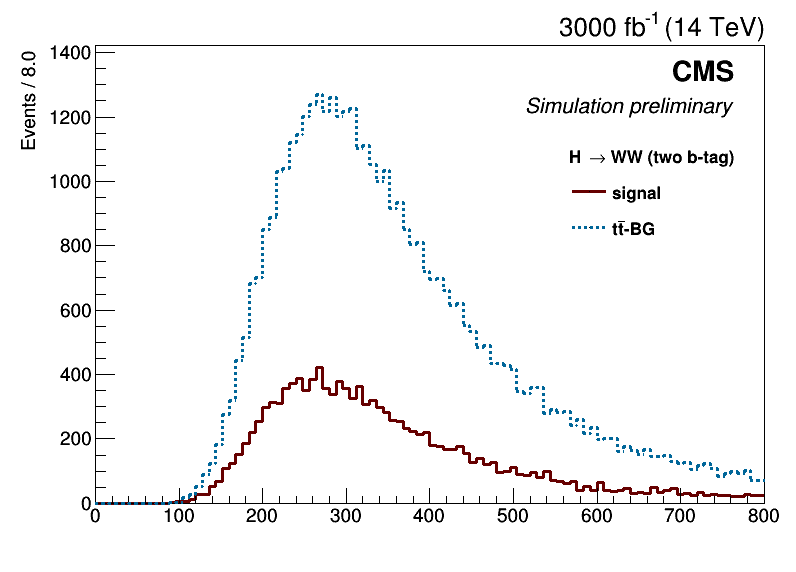 3000 fb⁻¹ (14 TeV)
Events / 8.0
CMS
Simulation preliminary
H → WW (two b-tag)
signal
tt̄-BG
1400
1200
1000
800
600
400
200
0
0 100 200 300 400 500 600 700 800